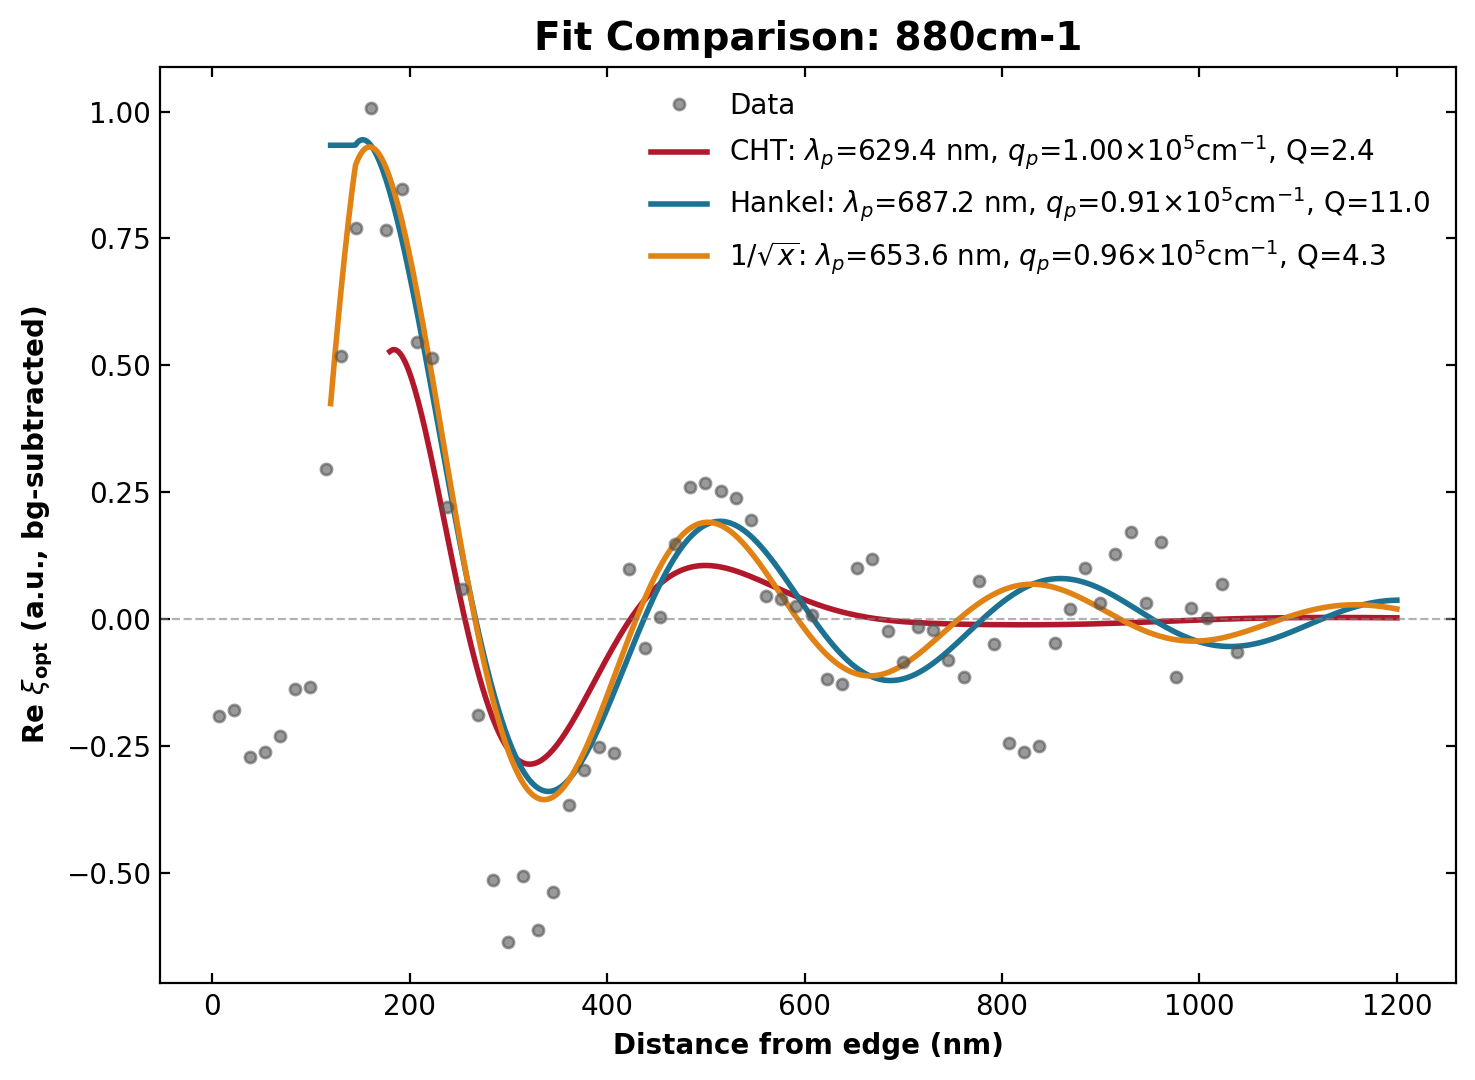 Fit Comparison: 880cm-1
Data
CHT: λₚ=629.4 nm, qₚ=1.00×10⁵cm⁻¹, Q=2.4
Hankel: λₚ=687.2 nm, qₚ=0.91×10⁵cm⁻¹, Q=11.0
1/√x: λₚ=653.6 nm, qₚ=0.96×10⁵cm⁻¹, Q=4.3
Re ξopt (a.u., bg-subtracted)
1.00
0.75
0.50
0.25
0.00
−0.25
−0.50
0 200 400 600 800 1000 1200
Distance from edge (nm)